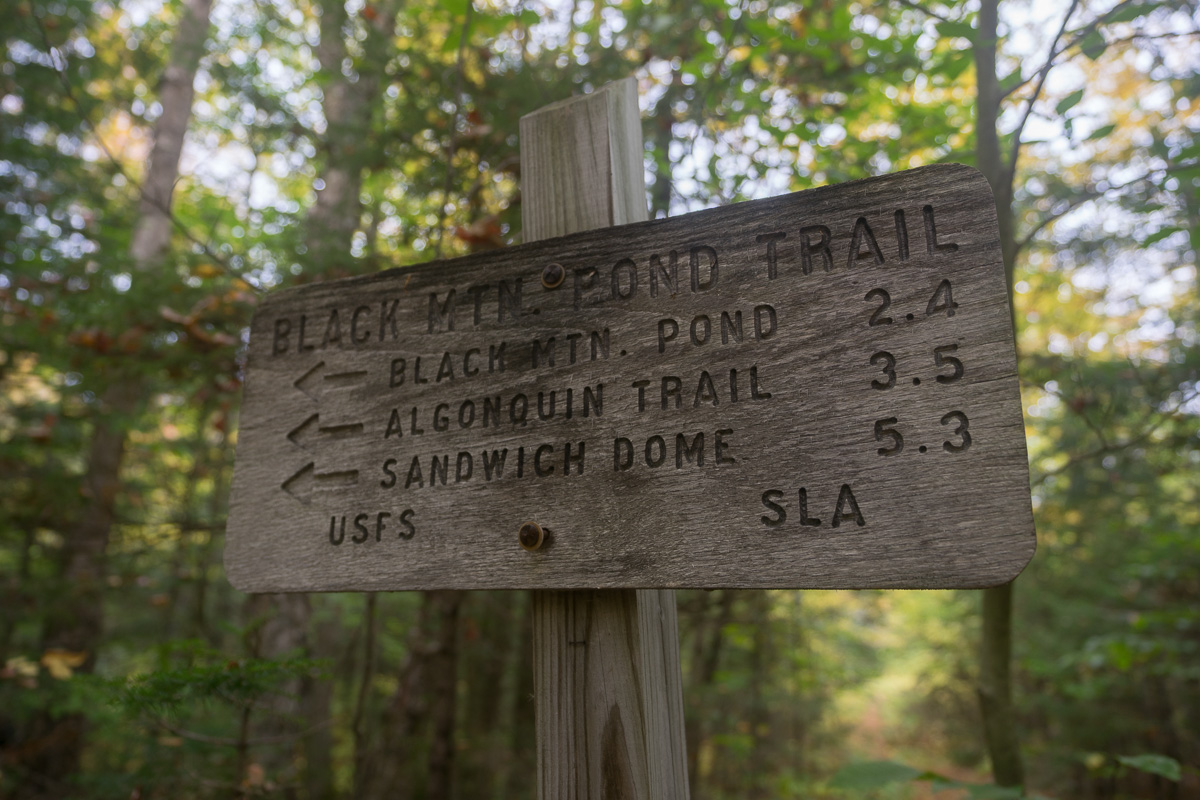 BLACK MTN. POND TRAIL
← BLACK MTN. POND 2.4
← ALGONQUIN TRAIL 3.5
← SANDWICH DOME 5.3
USFS SLA